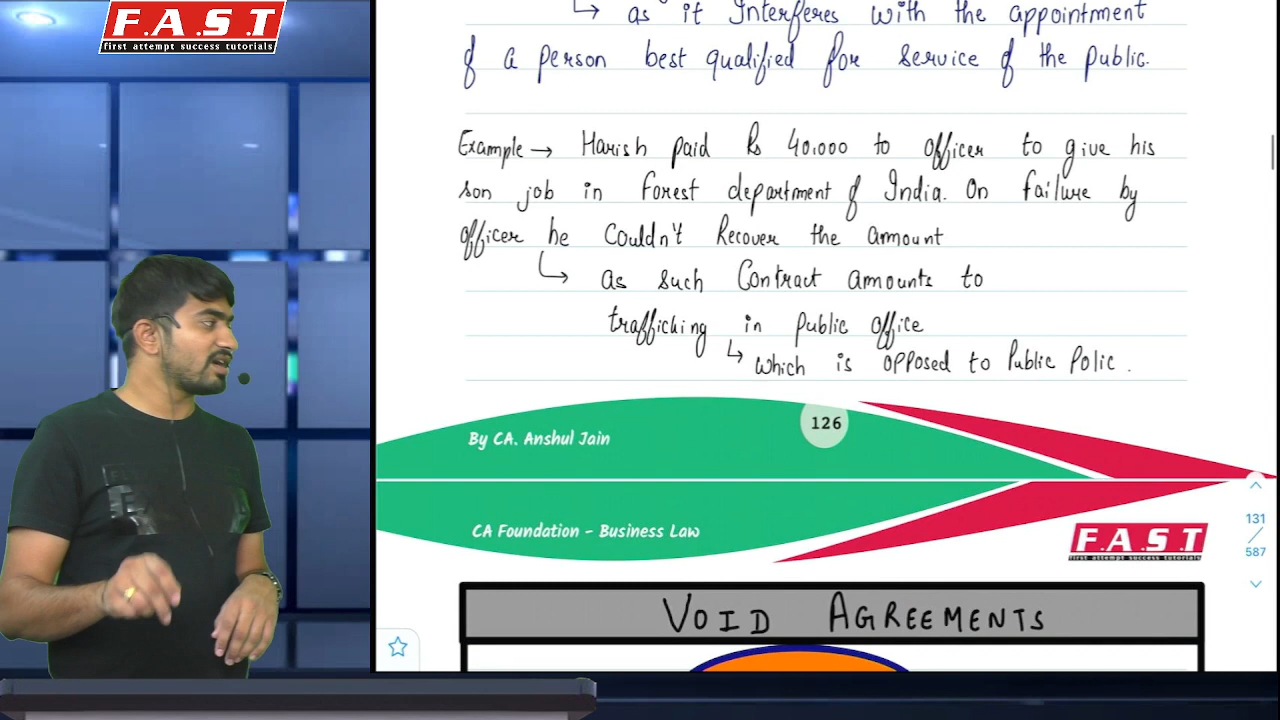 F.A.S.T
first attempt success tutorials
as it Interferes with the appointment
of a person best qualified for service of the public.
Example → Harish paid Rs 40,000 to officer to give his
son job in Forest department of India. On failure by
officer he Couldn't Recover the amount
as such Contract amounts to
trafficking in public office
which is opposed to Public Polic.
126
By CA. Anshul Jain
CA Foundation - Business Law
F.A.S.T
first attempt success tutorials
131
587
VOID AGREEMENTS